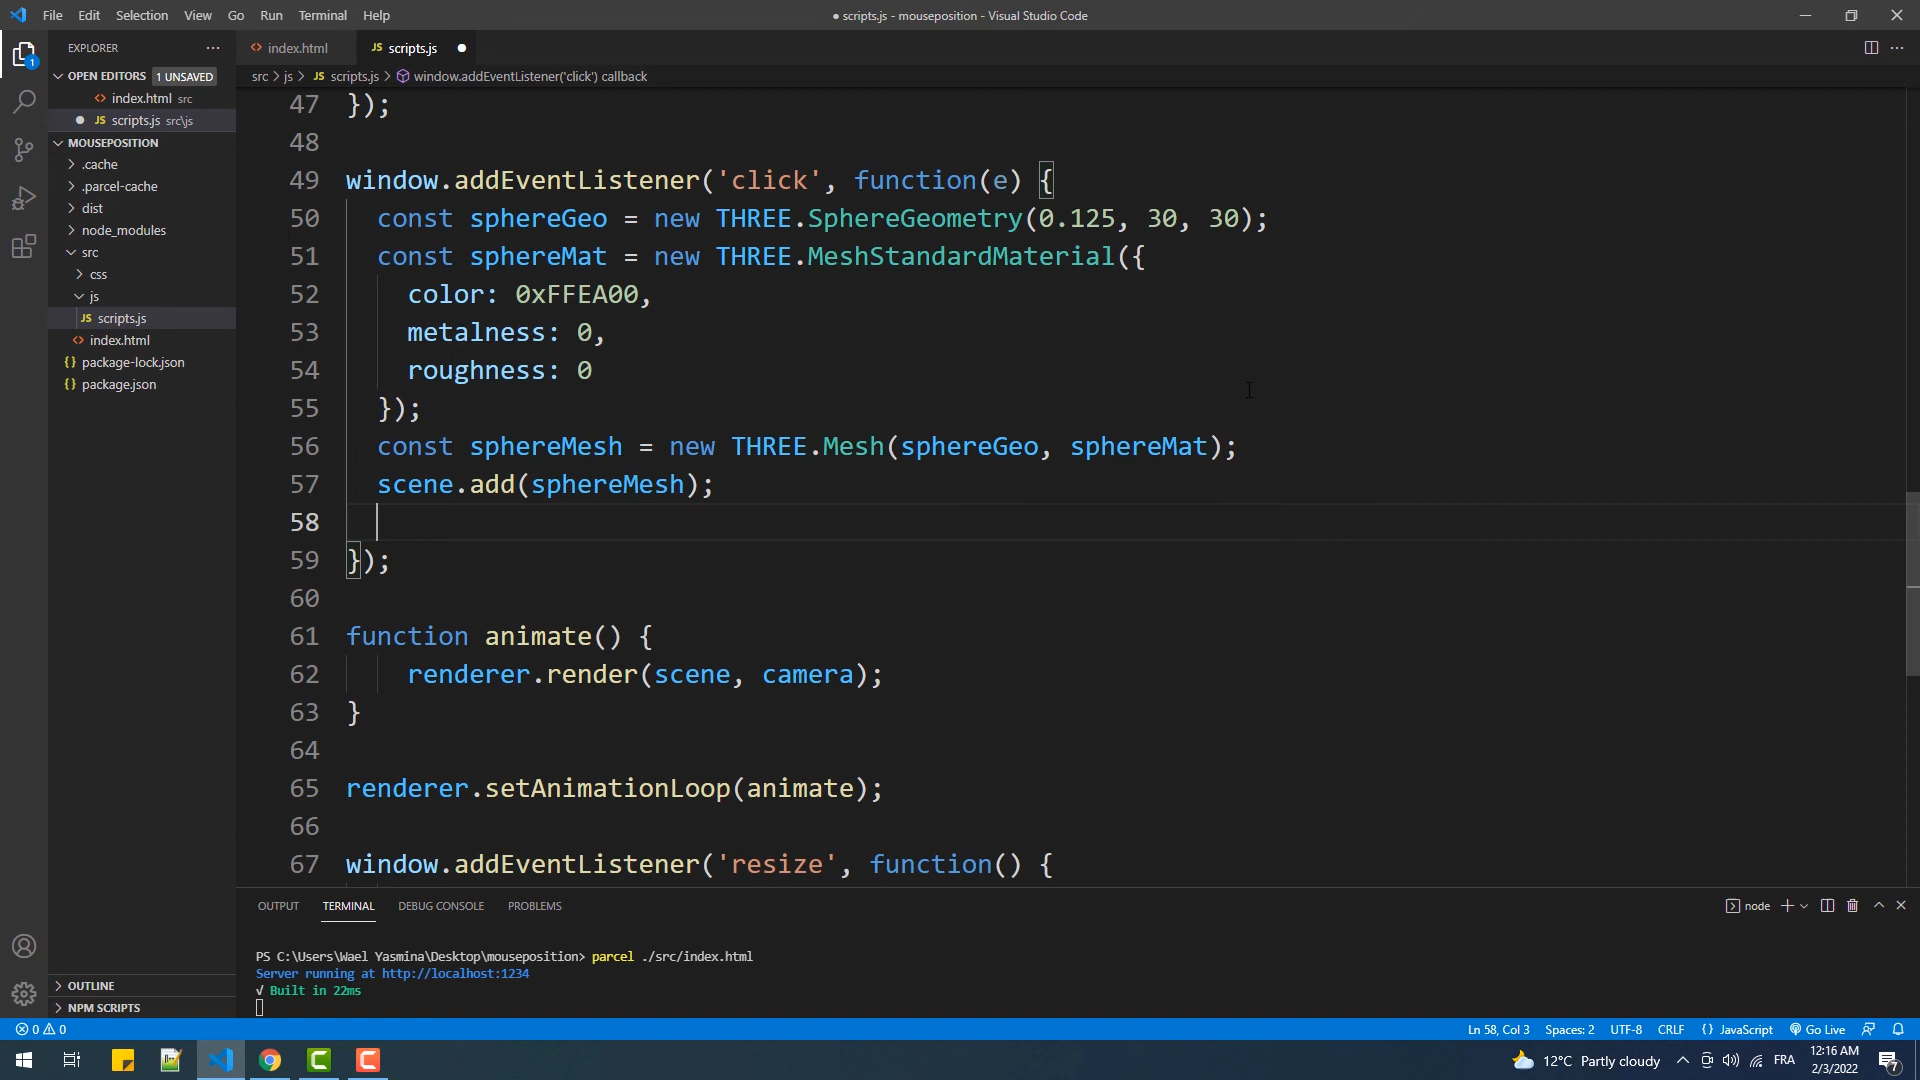 File Edit Selection View Go Run Terminal Help
● scripts.js - mouseposition - Visual Studio Code
EXPLORER
OPEN EDITORS 1 UNSAVED
index.html src
JS scripts.js src\js
MOUSEPOSITION
.cache
.parcel-cache
dist
node_modules
src
css
js
JS scripts.js
index.html
{} package-lock.json
{} package.json
OUTLINE
NPM SCRIPTS
1
index.html
JS scripts.js
src > js > JS scripts.js > window.addEventListener('click') callback
47 });
48
49 window.addEventListener('click', function(e) {
50 const sphereGeo = new THREE.SphereGeometry(0.125, 30, 30);
51 const sphereMat = new THREE.MeshStandardMaterial({
52 color: 0xFFEA00,
53 metalness: 0,
54 roughness: 0
55 });
56 const sphereMesh = new THREE.Mesh(sphereGeo, sphereMat);
57 scene.add(sphereMesh);
58
59 });
60
61 function animate() {
62 renderer.render(scene, camera);
63 }
64
65 renderer.setAnimationLoop(animate);
66
67 window.addEventListener('resize', function() {
OUTPUT TERMINAL DEBUG CONSOLE PROBLEMS
node
PS C:\Users\Wael Yasmina\Desktop\mouseposition> parcel ./src/index.html
Server running at http://localhost:1234
√ Built in 22ms
0 0
Ln 58, Col 3 Spaces: 2 UTF-8 CRLF {} JavaScript Go Live
12°C Partly cloudy
FRA
12:16 AM
2/3/2022
7